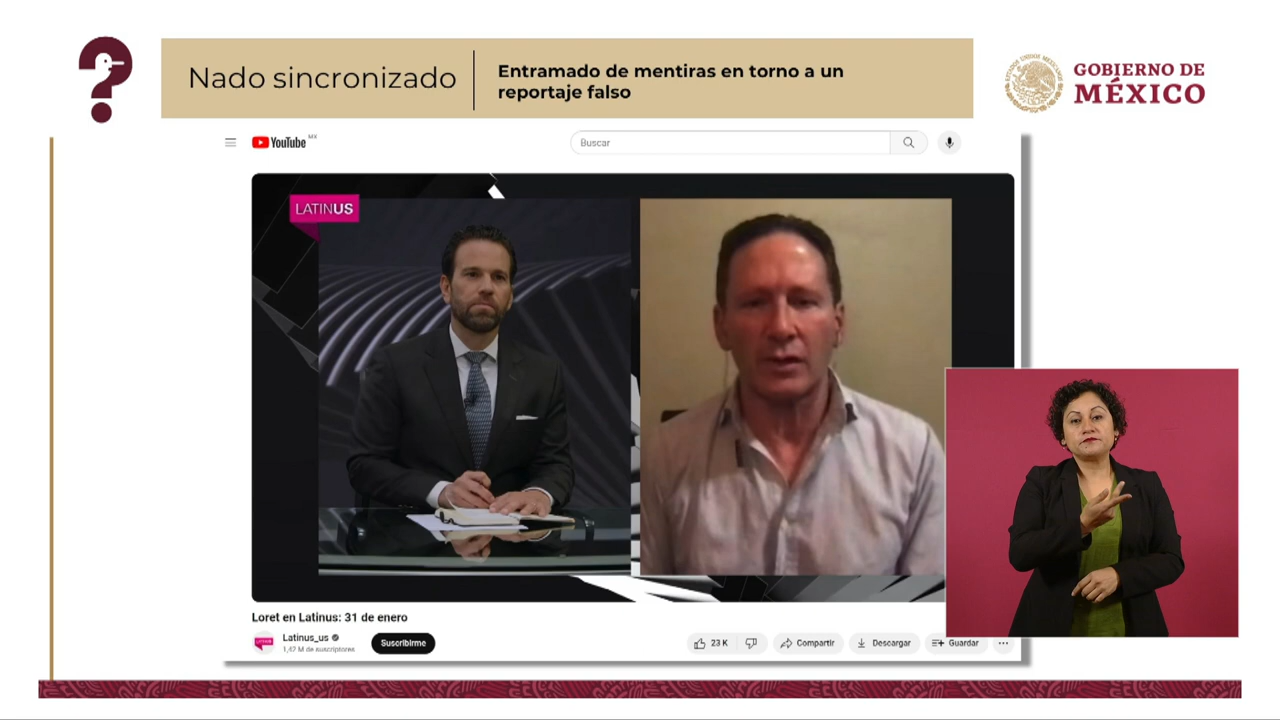 Nado sincronizado
Entramado de mentiras en torno a un
reportaje falso
GOBIERNO DE
MÉXICO
YouTube MX
Buscar
LATINUS
Loret en Latinus: 31 de enero
Latinus_us
1,42 M de suscriptores
Suscribirme
23 K
Compartir
Descargar
Guardar